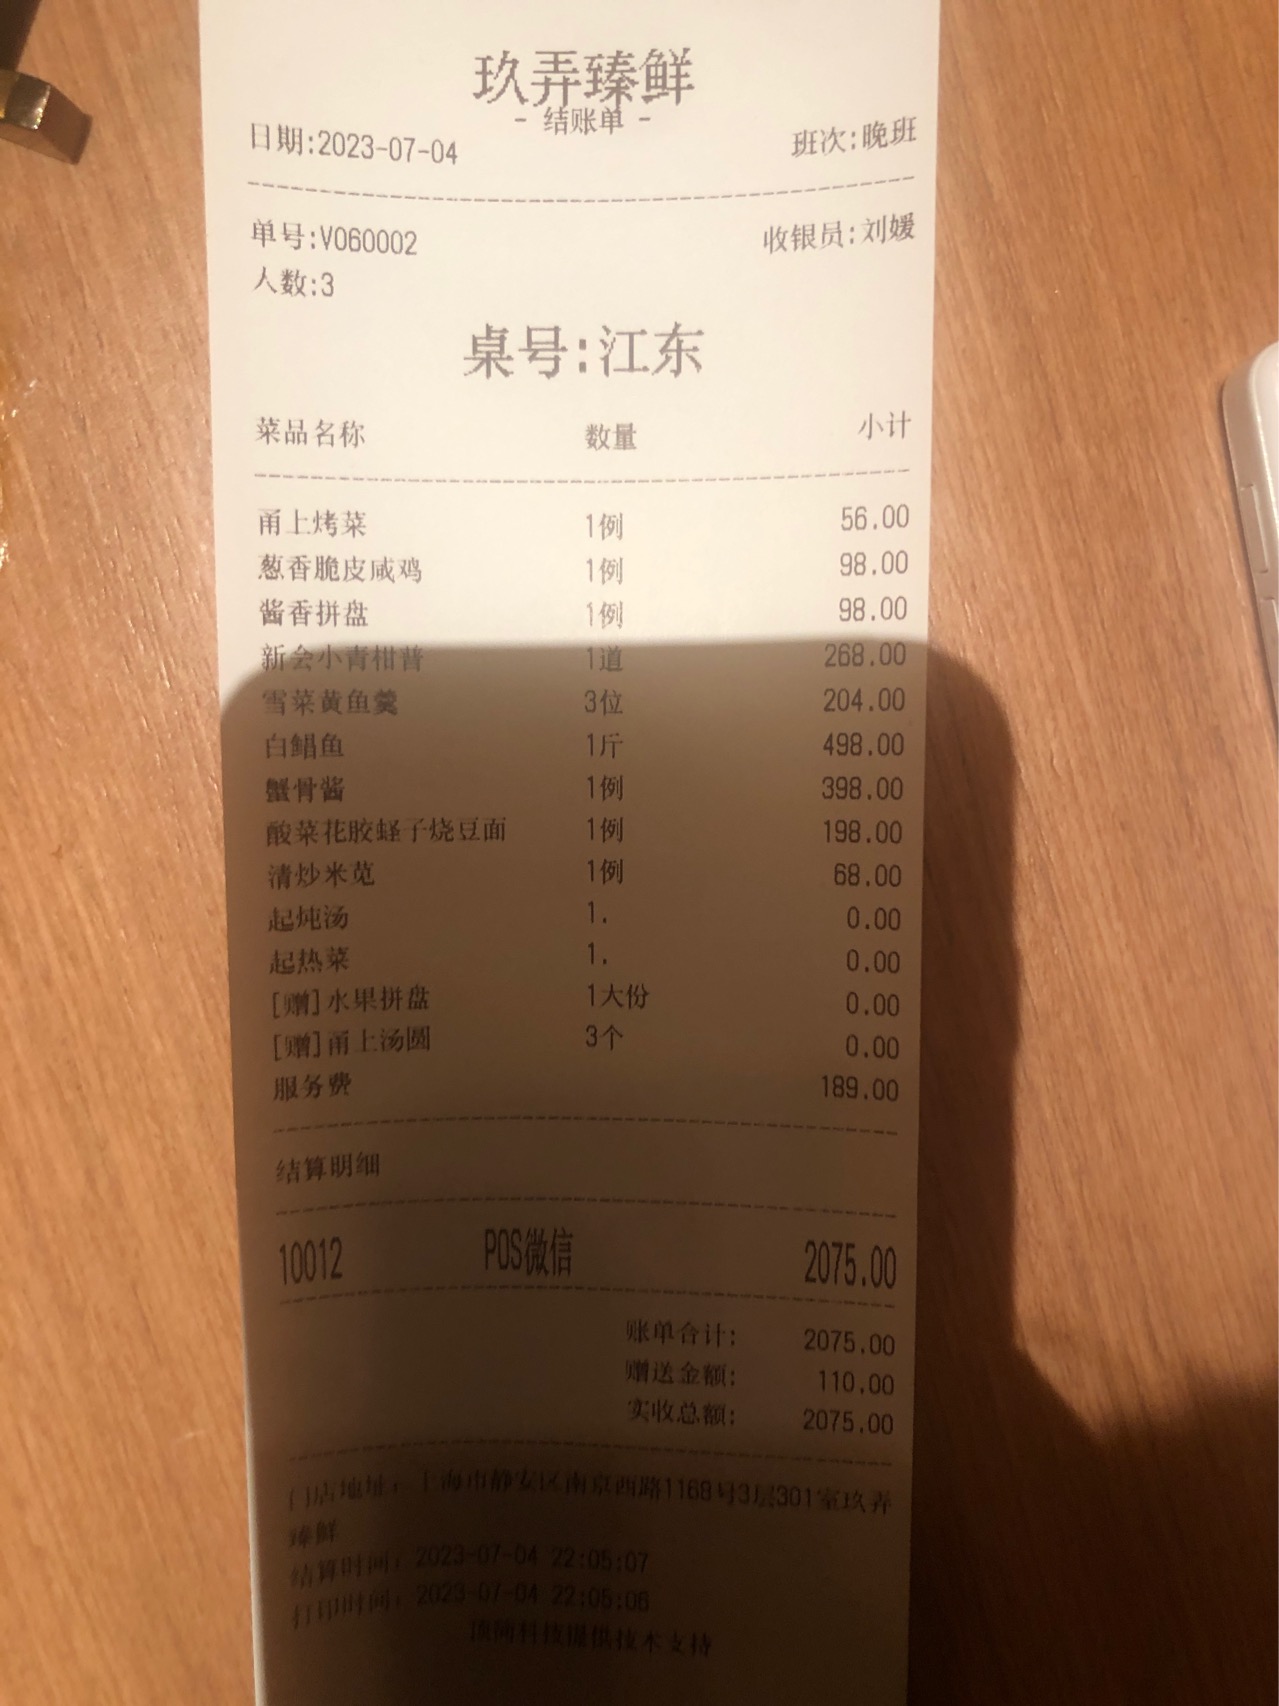 玖弄臻鲜
- 结账单 -
日期:2023-07-04 班次:晚班
单号:V060002 收银员:刘媛
人数:3
桌号:江东
菜品名称 数量 小计
甬上烤菜 1例 56.00
葱香脆皮咸鸡 1例 98.00
酱香拼盘 1例 98.00
新会小青柑普 1道 268.00
雪菜黄鱼羹 3位 204.00
白鲳鱼 1斤 498.00
蟹骨酱 1例 398.00
酸菜花胶蛏子烧豆面 1例 198.00
清炒米苋 1例 68.00
起炖汤 1. 0.00
起热菜 1. 0.00
[赠]水果拼盘 1大份 0.00
[赠]甬上汤圆 3个 0.00
服务费 189.00
结算明细
10012 POS微信 2075.00
账单合计: 2075.00
赠送金额: 110.00
实收总额: 2075.00
门店地址: 上海市静安区南京西路1168号3层301室玖弄
臻鲜
结算时间: 2023-07-04 22:05:07
打印时间: 2023-07-04 22:05:06
科技提供技术支持